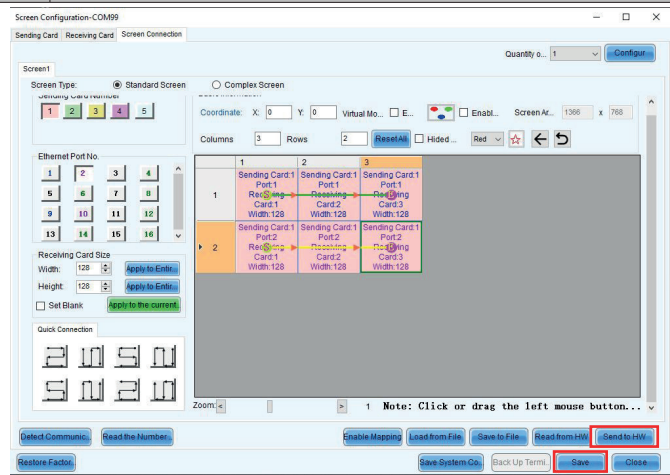 Screen Configuration-COM99
Sending Card Receiving Card Screen Connection
Quantity o... 1 Configur
Screen1
Screen Type: Standard Screen Complex Screen
1 2 3 4 5
Coordinate: X: 0 Y: 0 Virtual Mo... E... Enabl... Screen Ar... 1366 x 768
Columns 3 Rows 2 Reset All Hided ... Red
Ethernet Port No.
1 2 3 4
5 6 7 8
9 10 11 12
13 14 15 16
1 2 3
Sending Card:1 Sending Card:1 Sending Card:1
Port:1 Port:1 Port:1
1 Receiving Receiving Receiving
Card:1 Card:2 Card:3
Width:128 Width:128 Width:128
Sending Card:1 Sending Card:1 Sending Card:1
Port:2 Port:2 Port:2
2 Receiving Receiving Receiving
Card:1 Card:2 Card:3
Width:128 Width:128 Width:128
Receiving Card Size
Width: 128 Apply to Entir...
Height: 128 Apply to Entir...
Set Blank Apply to the current.
Quick Connection
Zoom: < > 1 Note: Click or drag the left mouse button...
Detect Communic... Read the Number... Enable Mapping Load from File Save to File Read from HW Send to HW
Restore Factor. Save System Co. Back Up Termi... Save Close